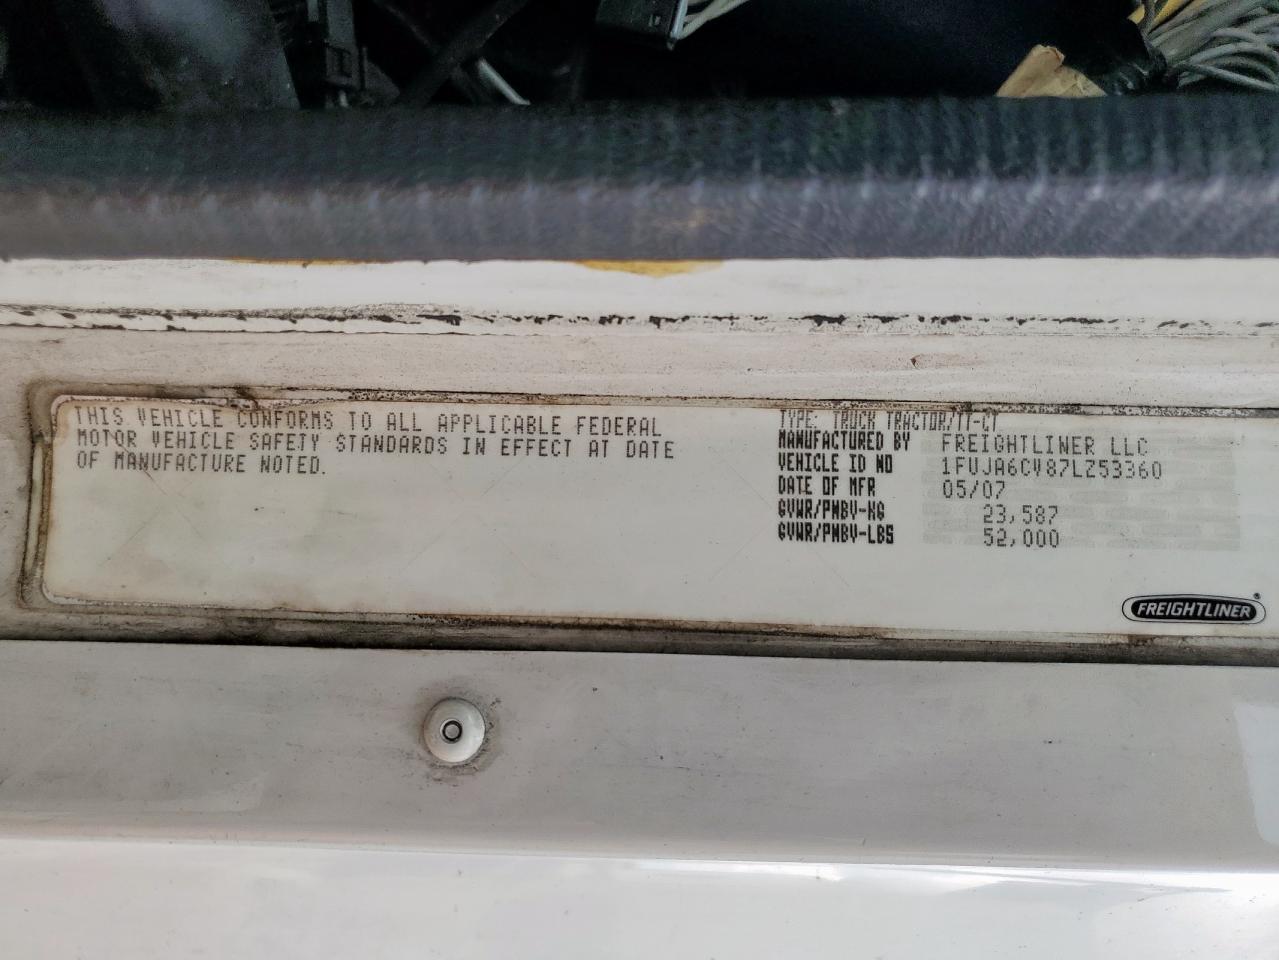 THIS VEHICLE CONFORMS TO ALL APPLICABLE FEDERAL
MOTOR VEHICLE SAFETY STANDARDS IN EFFECT AT DATE
OF MANUFACTURE NOTED.
TYPE: TRUCK TRACTOR/TT-CT
MANUFACTURED BY FREIGHTLINER LLC
VEHICLE ID NO 1FUJA6CV87LZ53360
DATE OF MFR 05/07
GVWR/PNBV-KG 23,587
GVWR/PNBV-LBS 52,000
FREIGHTLINER®